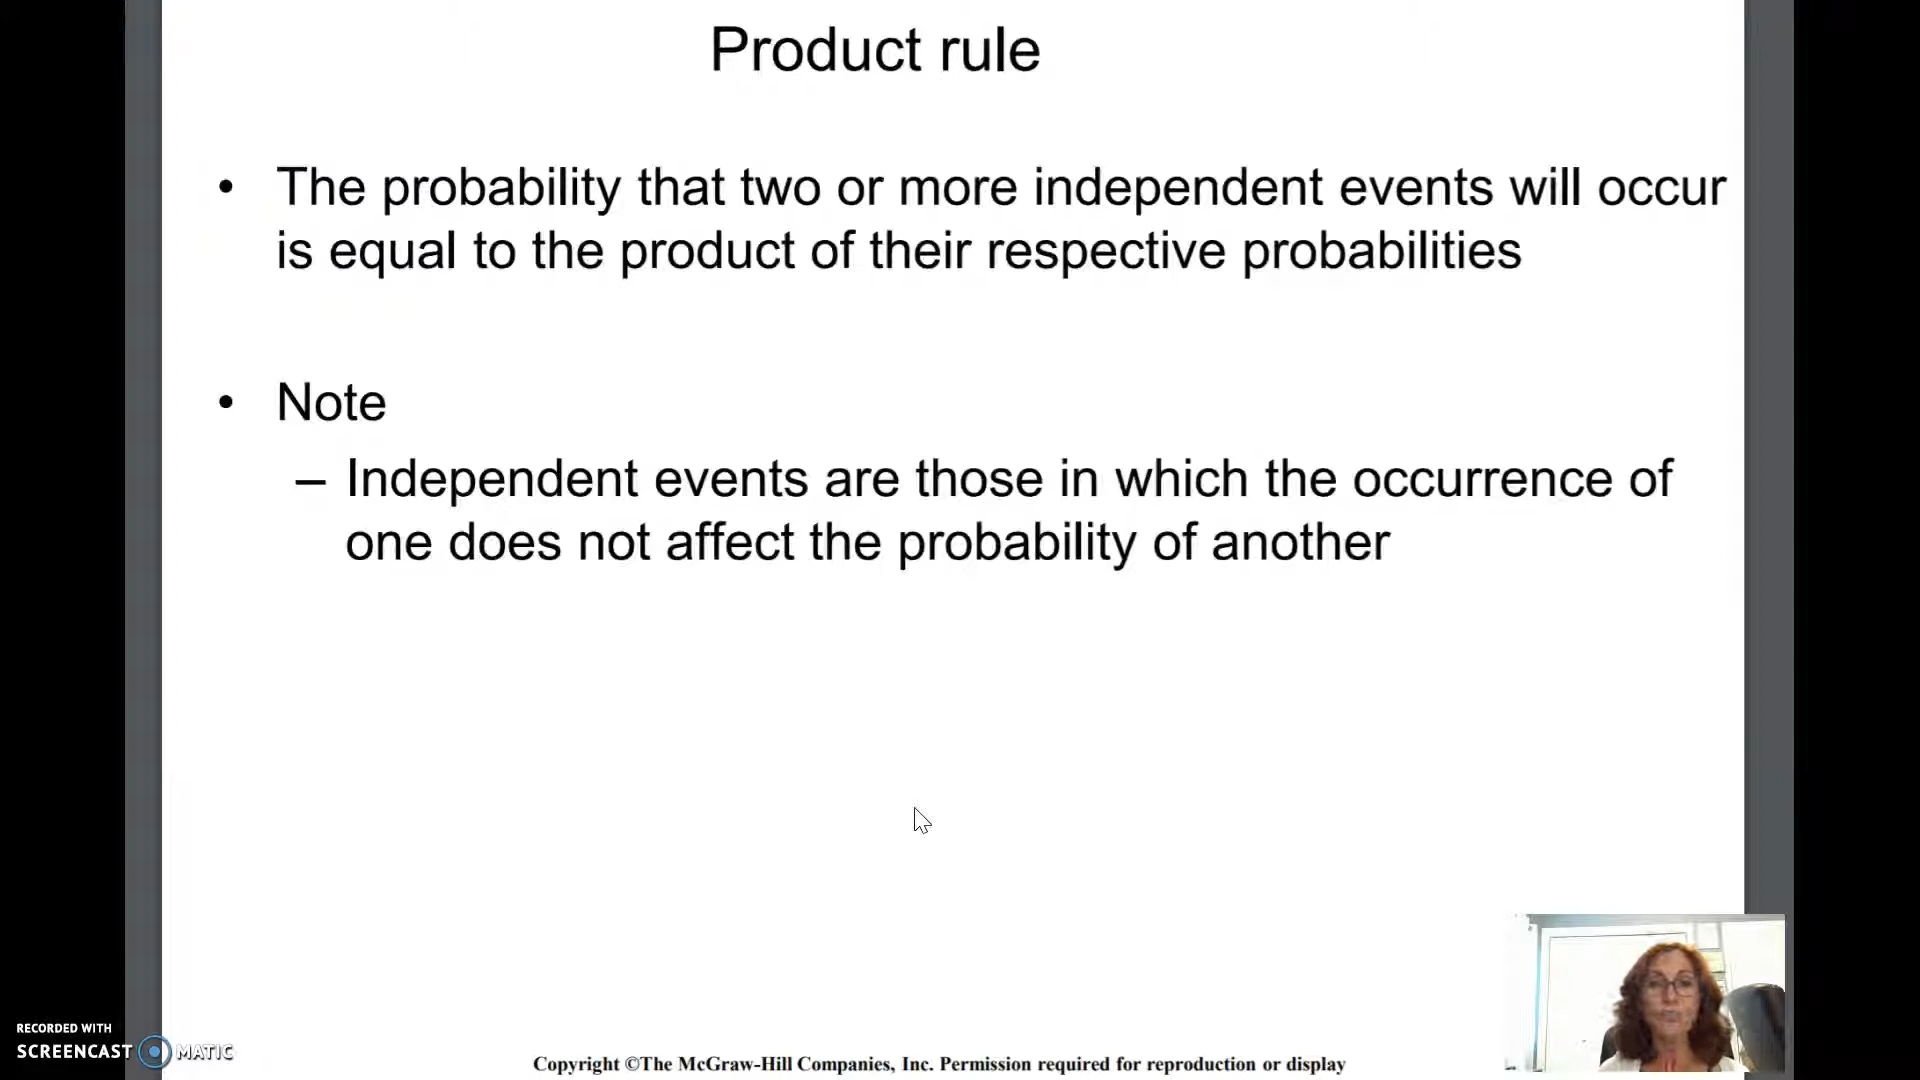 Product rule
• The probability that two or more independent events will occur
is equal to the product of their respective probabilities
• Note
– Independent events are those in which the occurrence of
one does not affect the probability of another
RECORDED WITH
SCREENCAST MATIC
Copyright ©The McGraw-Hill Companies, Inc. Permission required for reproduction or display